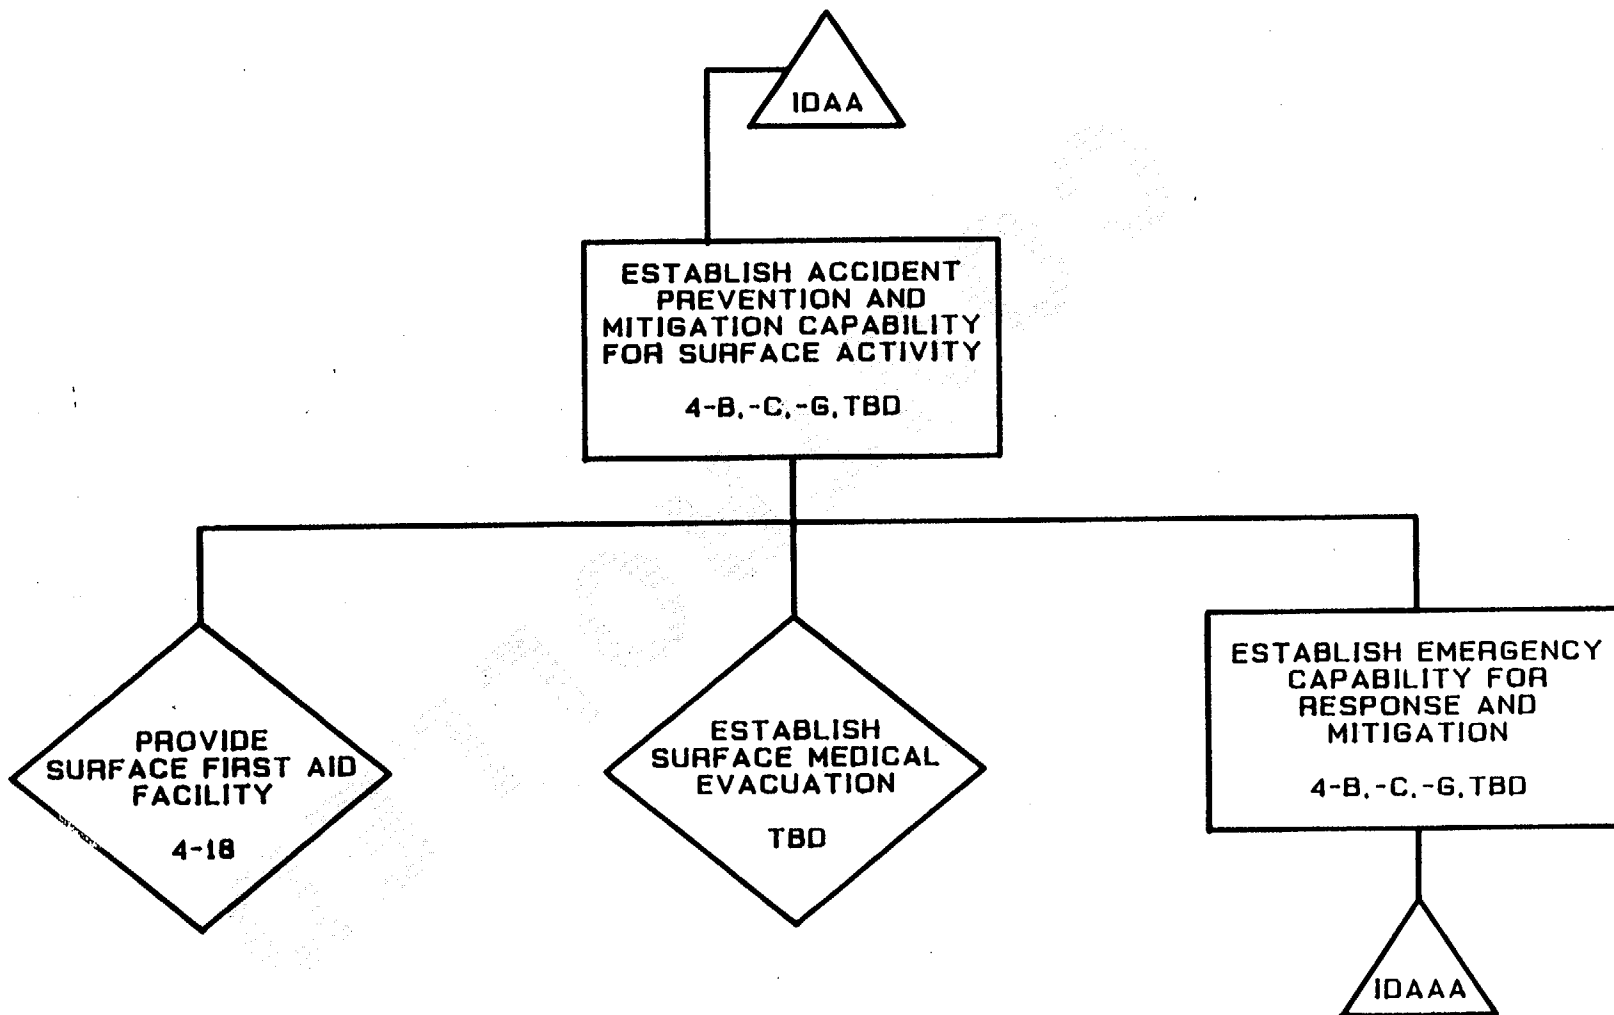 IDAA
ESTABLISH ACCIDENT
PREVENTION AND
MITIGATION CAPABILITY
FOR SURFACE ACTIVITY
4-B,-C,-G,TBD
PROVIDE
SURFACE FIRST AID
FACILITY
4-18
ESTABLISH
SURFACE MEDICAL
EVACUATION
TBD
ESTABLISH EMERGENCY
CAPABILITY FOR
RESPONSE AND
MITIGATION
4-B,-C,-G,TBD
IDAAA